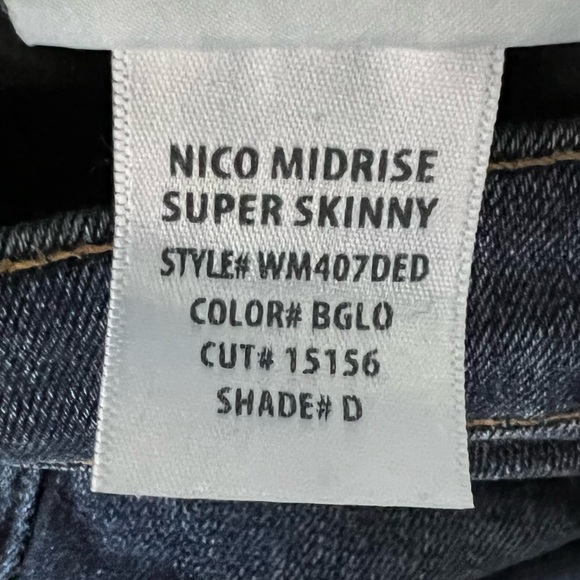 NICO MIDRISE
SUPER SKINNY
STYLE# WM407DED
COLOR# BGLO
CUT# 15156
SHADE# D